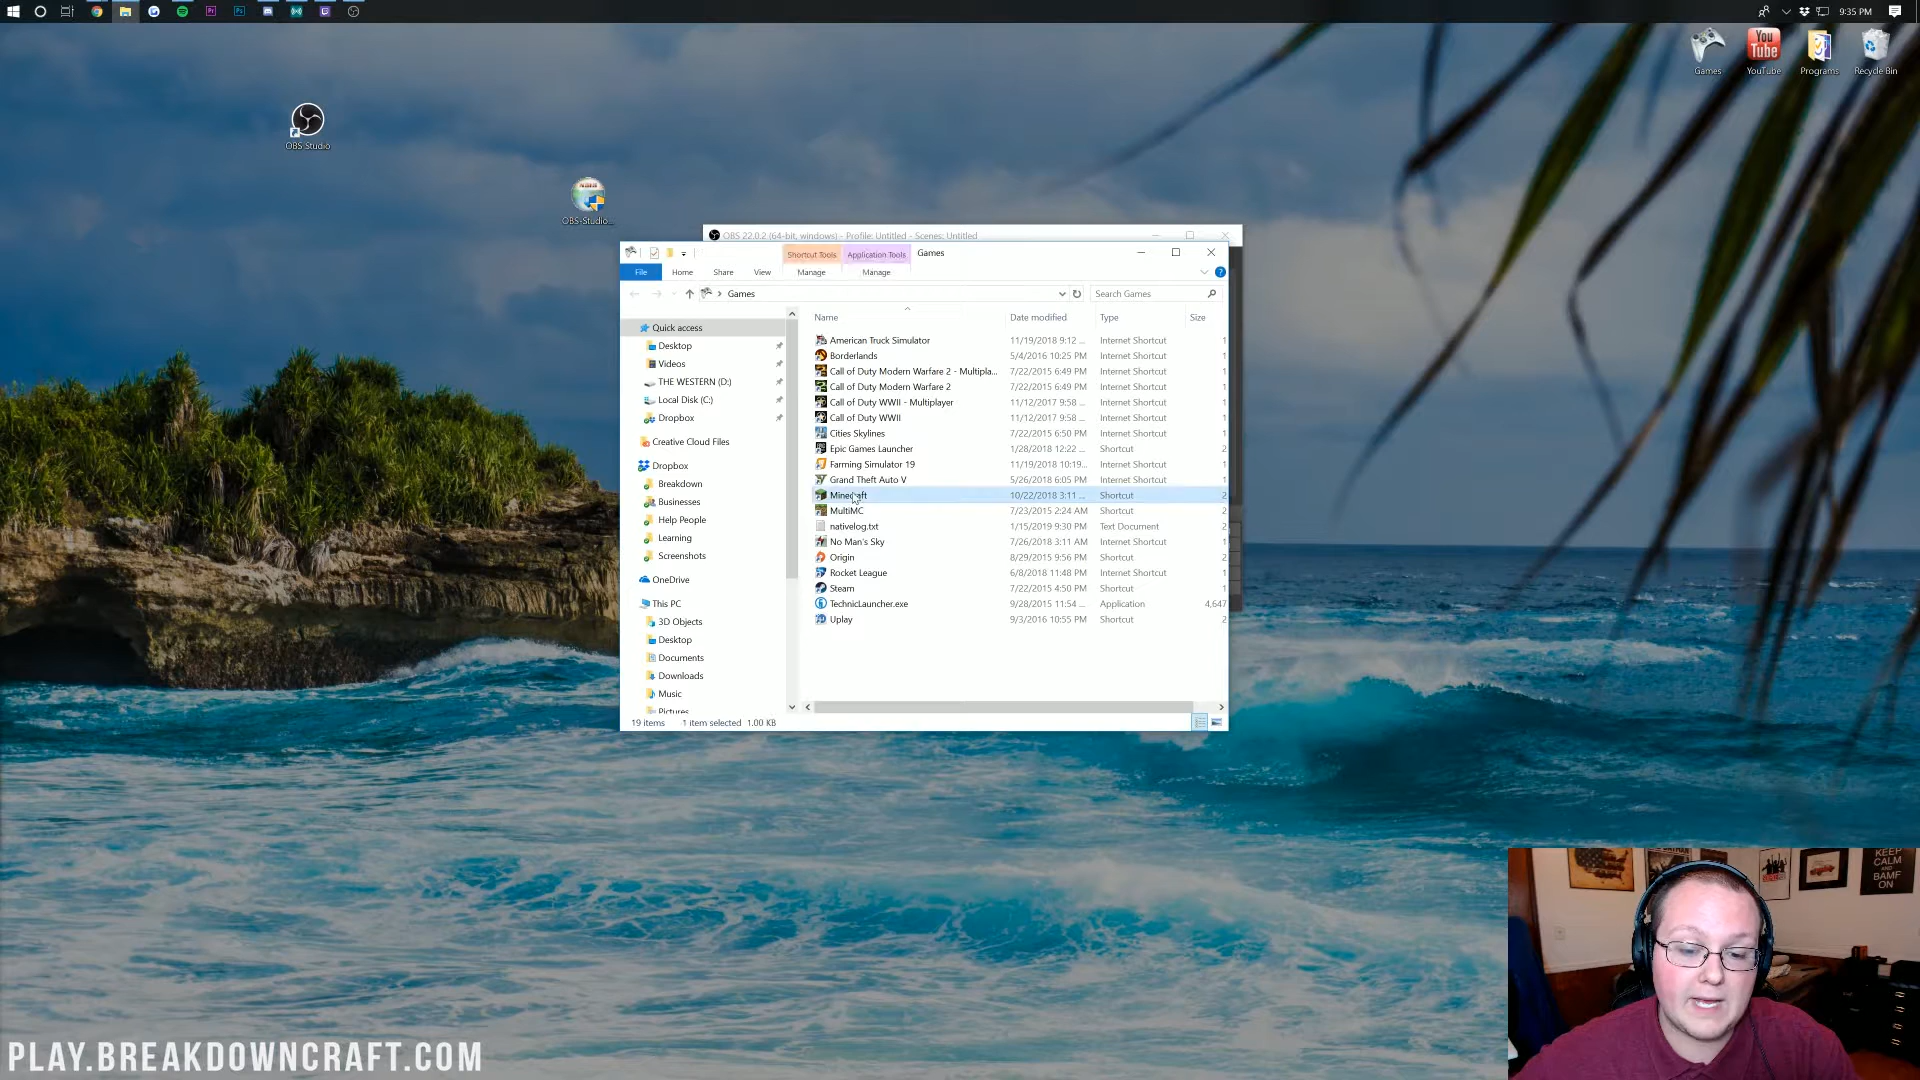 9:35 PM
Games
YouTube
Programs
Recycle Bin
You
Tube
OBS Studio
OBS-Studio...
OBS 22.0.2 (64-bit, windows) - Profile: Untitled - Scenes: Untitled
Shortcut Tools
Application Tools
Games
File
Home
Share
View
Manage
Manage
Games
Search Games
Name
Date modified
Type
Size
Quick access
Desktop
Videos
THE WESTERN (D:)
Local Disk (C:)
Dropbox
Creative Cloud Files
Dropbox
Breakdown
Businesses
Help People
Learning
Screenshots
OneDrive
This PC
3D Objects
Desktop
Documents
Downloads
Music
Pictures
American Truck Simulator 11/19/2018 9:12 ... Internet Shortcut 1
Borderlands 5/4/2016 10:25 PM Internet Shortcut 1
Call of Duty Modern Warfare 2 - Multipla... 7/22/2015 6:49 PM Internet Shortcut 1
Call of Duty Modern Warfare 2 7/22/2015 6:49 PM Internet Shortcut 1
Call of Duty WWII - Multiplayer 11/12/2017 9:58 ... Internet Shortcut 1
Call of Duty WWII 11/12/2017 9:58 ... Internet Shortcut 1
Cities Skylines 7/22/2015 6:50 PM Internet Shortcut 1
Epic Games Launcher 1/28/2018 12:22 ... Shortcut 2
Farming Simulator 19 11/19/2018 10:19... Internet Shortcut 1
Grand Theft Auto V 5/26/2018 6:05 PM Internet Shortcut 1
Minecraft 10/22/2018 3:11 ... Shortcut 2
MultiMC 7/23/2015 2:24 AM Shortcut 2
nativelog.txt 1/15/2019 9:30 PM Text Document 2
No Man's Sky 7/26/2018 3:11 AM Internet Shortcut 1
Origin 8/29/2015 9:56 PM Shortcut 2
Rocket League 6/8/2018 11:48 PM Internet Shortcut 1
Steam 7/22/2015 4:50 PM Shortcut 1
TechnicLauncher.exe 9/28/2015 11:54 ... Application 4,647
Uplay 9/3/2016 10:55 PM Shortcut 2
19 items
1 item selected 1.00 KB
KEEP
CALM
AND
BAMF
ON
PLAY.BREAKDOWNCRAFT.COM